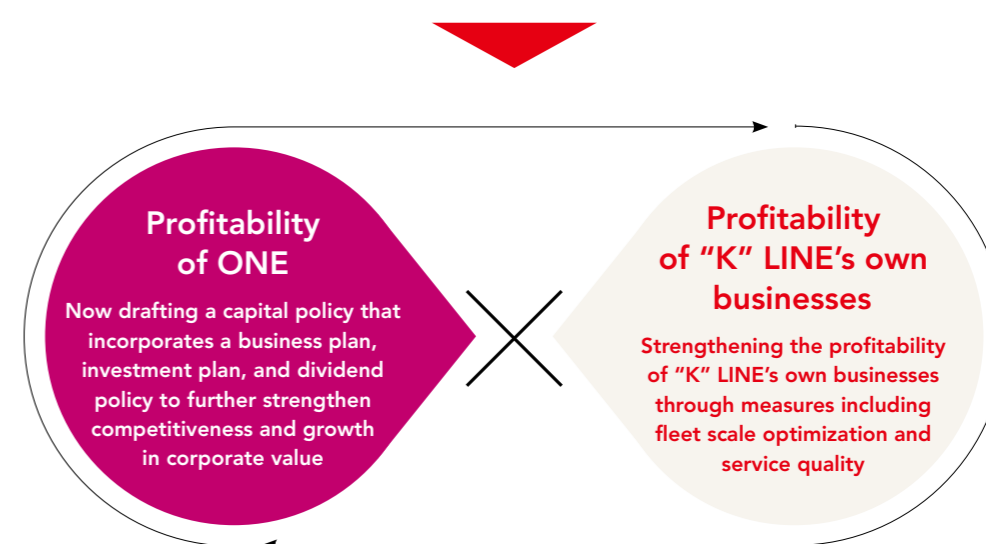 Profitability
of ONE
Now drafting a capital policy that
incorporates a business plan,
investment plan, and dividend
policy to further strengthen
competitiveness and growth
in corporate value
Profitability
of “K” LINE’s own
businesses
Strengthening the profitability
of “K” LINE’s own businesses
through measures including
fleet scale optimization and
service quality